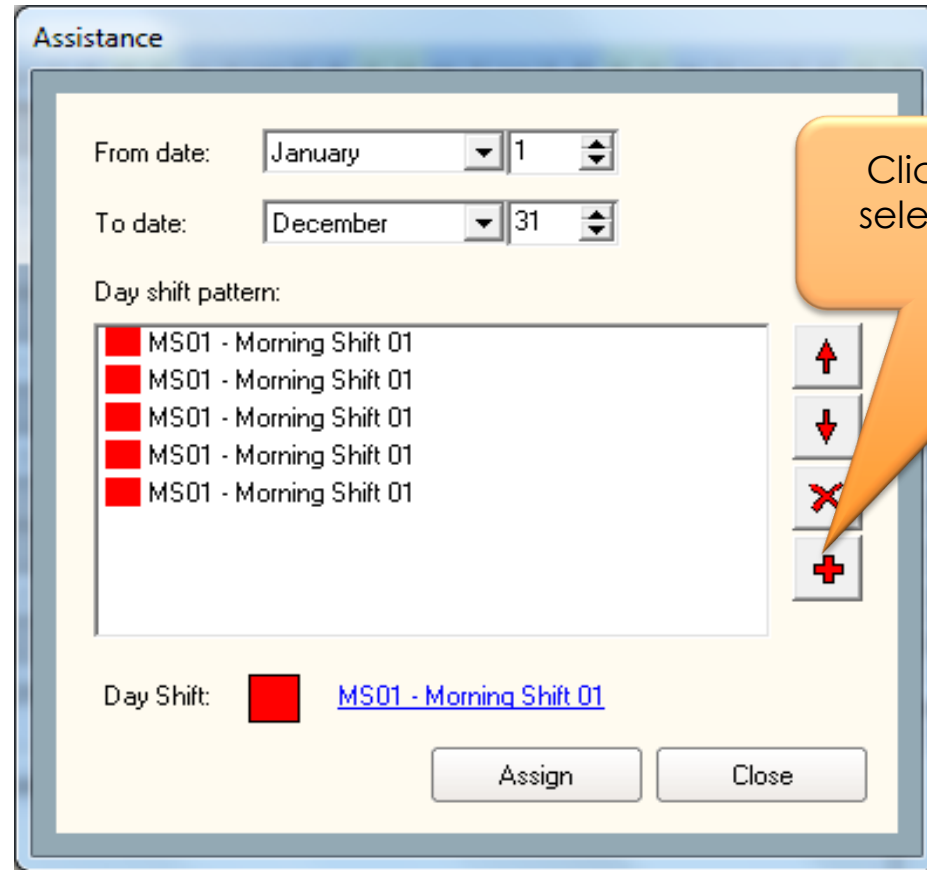 Assistance
From date: January 1
To date: December 31
Day shift pattern:
MS01 - Morning Shift 01
MS01 - Morning Shift 01
MS01 - Morning Shift 01
MS01 - Morning Shift 01
MS01 - Morning Shift 01
Day Shift: MS01 - Morning Shift 01
Assign Close